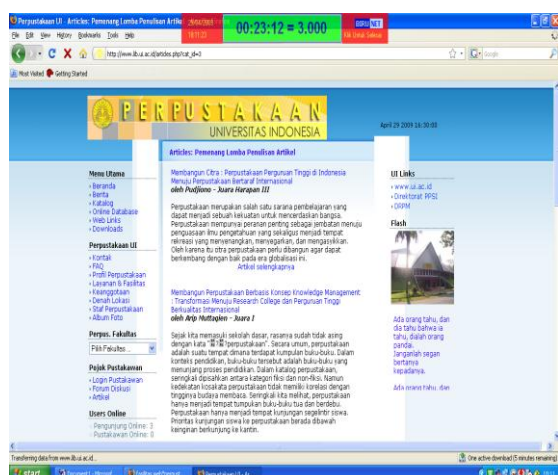 Perpustakaan UI - Articles: Pemenang Lomba Penulisan Artikel
00:23:12 = 3.000
NET
Klik Untuk Selesai
File Edit View History Bookmarks Tools Help
http://www.lib.ui.ac.id/articles.php?cat_id=3
Google
Most Visited Getting Started
PERPUSTAKAAN
UNIVERSITAS INDONESIA
April 29 2009 16:30:00
Articles: Pemenang Lomba Penulisan Artikel
Menu Utama
Beranda
Berita
Katalog
Online Database
Web Links
Downloads
Perpustakaan UI
Kontak
FAQ
Profil Perpustakaan
Layanan & Fasilitas
Keanggotaan
Denah Lokasi
Staf Perpustakaan
Album Foto
Perpus. Fakultas
Pilih Fakultas ...
Pojok Pustakawan
Login Pustakawan
Forum Diskusi
Artikel
Users Online
Pengunjung Online: 3
Pustakawan Online: 0
Membangun Citra : Perpustakaan Perguruan Tinggi di Indonesia
Menuju Perpustakaan Bertaraf Internasional
oleh Pudjiono - Juara Harapan III
Perpustakaan merupakan salah satu sarana pembelajaran yang
dapat menjadi sebuah kekuatan untuk mencerdaskan bangsa.
Perpustakaan mempunyai peranan penting sebagai jembatan menuju
penguasaan ilmu pengetahuan yang sekaligus menjadi tempat
rekreasi yang menyenangkan, menyegarkan, dan mengasyikkan.
Oleh karena itu citra perpustakaan perlu dibangun agar dapat
berkembang dengan baik pada era globalisasi ini.
Artikel selengkapnya
Membangun Perpustakaan Berbasis Konsep Knowledge Management
: Transformasi Menuju Research College dan Perguruan Tinggi
Berkualitas Internasional
oleh Arip Muttaqien - Juara I
Sejak kita memasuki sekolah dasar, rasanya sudah tidak asing
dengan kata "perpustakaan". Secara umum, perpustakaan
adalah suatu tempat dimana terdapat kumpulan buku-buku. Dalam
konteks pendidikan, buku-buku tersebut adalah buku-buku yang
menunjang proses pendidikan. Dalam katalog perpustakaan,
seringkali dipisahkan antara kategori fiksi dan non-fiksi. Namun
kedekatan kosakata perpustakaan tidak memiliki korelasi dengan
tingginya budaya membaca. Seringkali kita melihat, perpustakaan
hanya menjadi tempat tumpukan buku-buku tua dan berdebu.
Perpustakaan hanya menjadi tempat kunjungan segelintir siswa.
Prioritas kunjungan siswa ke perpustakaan berada dibawah
keinginan berkunjung ke kantin.
UI Links
www.ui.ac.id
Direktorat PPSI
DRPM
Flash
Ada orang tahu, dan
dia tahu bahwa ia
tahu, dialah orang
pandai.
Janganlah segan
bertanya
kepadanya.
Ada orang tahu, dan
Transferring data from www.lib.ui.ac.id...
One active download (5 minutes remaining)
start